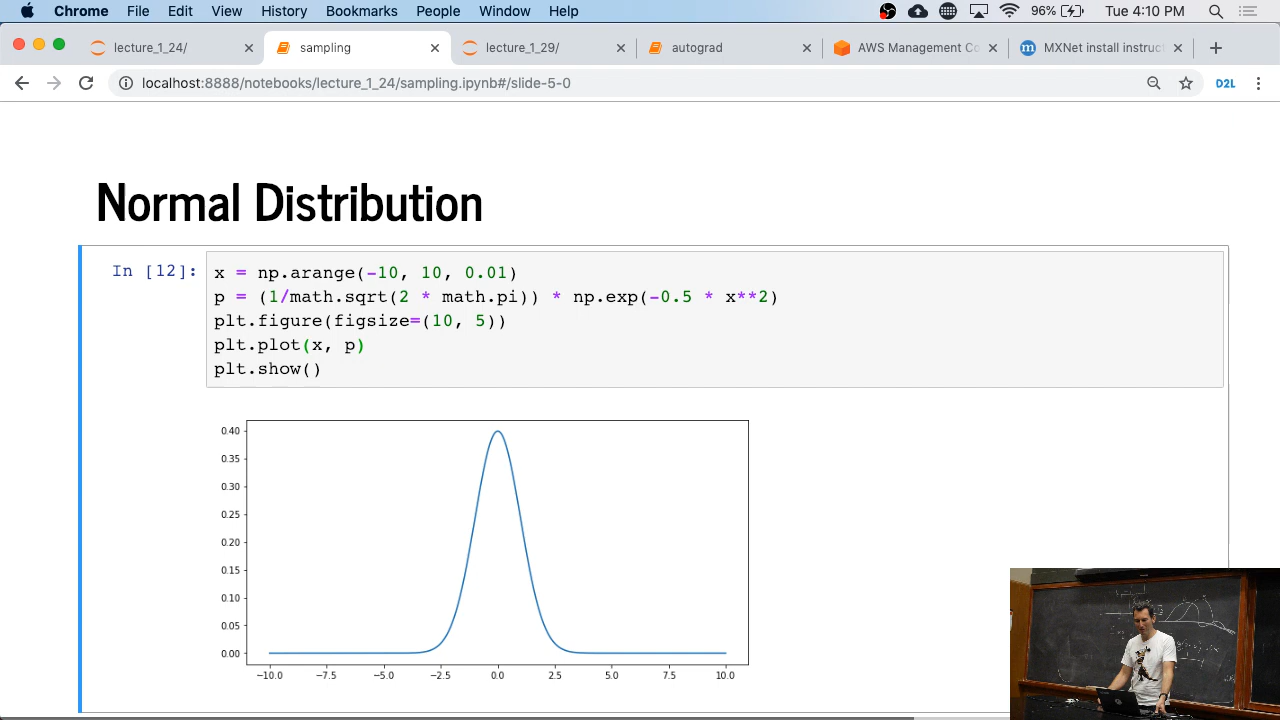 Chrome File Edit View History Bookmarks People Window Help 96% Tue 4:10 PM
lecture_1_24/ sampling lecture_1_29/ autograd AWS Management Co MXNet install instruct
localhost:8888/notebooks/lecture_1_24/sampling.ipynb#/slide-5-0 D2L
Normal Distribution
In [12]: x = np.arange(-10, 10, 0.01)
p = (1/math.sqrt(2 * math.pi)) * np.exp(-0.5 * x**2)
plt.figure(figsize=(10, 5))
plt.plot(x, p)
plt.show()
0.40
0.35
0.30
0.25
0.20
0.15
0.10
0.05
0.00
−10.0 −7.5 −5.0 −2.5 0.0 2.5 5.0 7.5 10.0